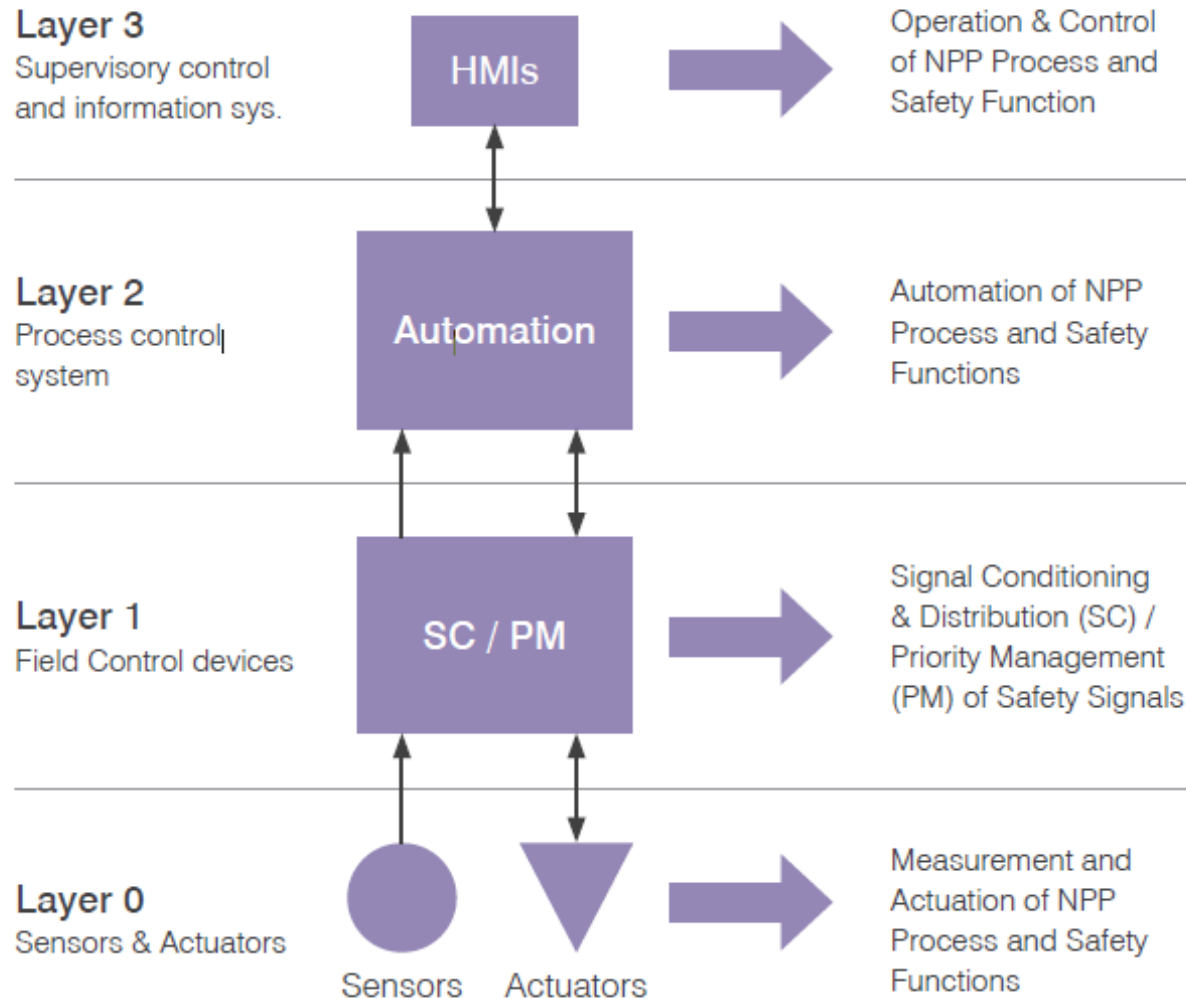 Layer 3
Supervisory control
and information sys.
HMIs
Operation & Control
of NPP Process and
Safety Function
Layer 2
Process control
system
Automation
Automation of NPP
Process and Safety
Functions
Layer 1
Field Control devices
SC / PM
Signal Conditioning
& Distribution (SC) /
Priority Management
(PM) of Safety Signals
Layer 0
Sensors & Actuators
Sensors
Actuators
Measurement and
Actuation of NPP
Process and Safety
Functions